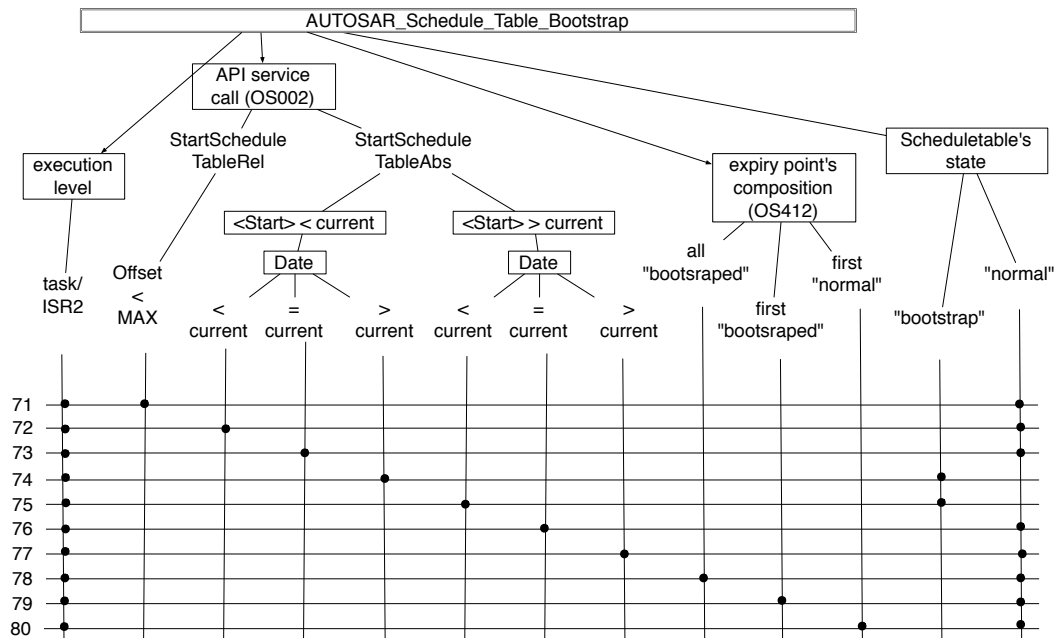 AUTOSAR_Schedule_Table_Bootstrap
API service
call (OS002)
StartSchedule
TableRel
StartSchedule
TableAbs
Scheduletable's
state
execution
level
expiry point's
composition
(OS412)
<Start> < current
<Start> > current
Date
Date
all
"bootsraped"
first
"normal"
"normal"
task/
ISR2
Offset
<
MAX
<
current
=
current
>
current
<
current
=
current
>
current
first
"bootsraped"
"bootstrap"
71
72
73
74
75
76
77
78
79
80